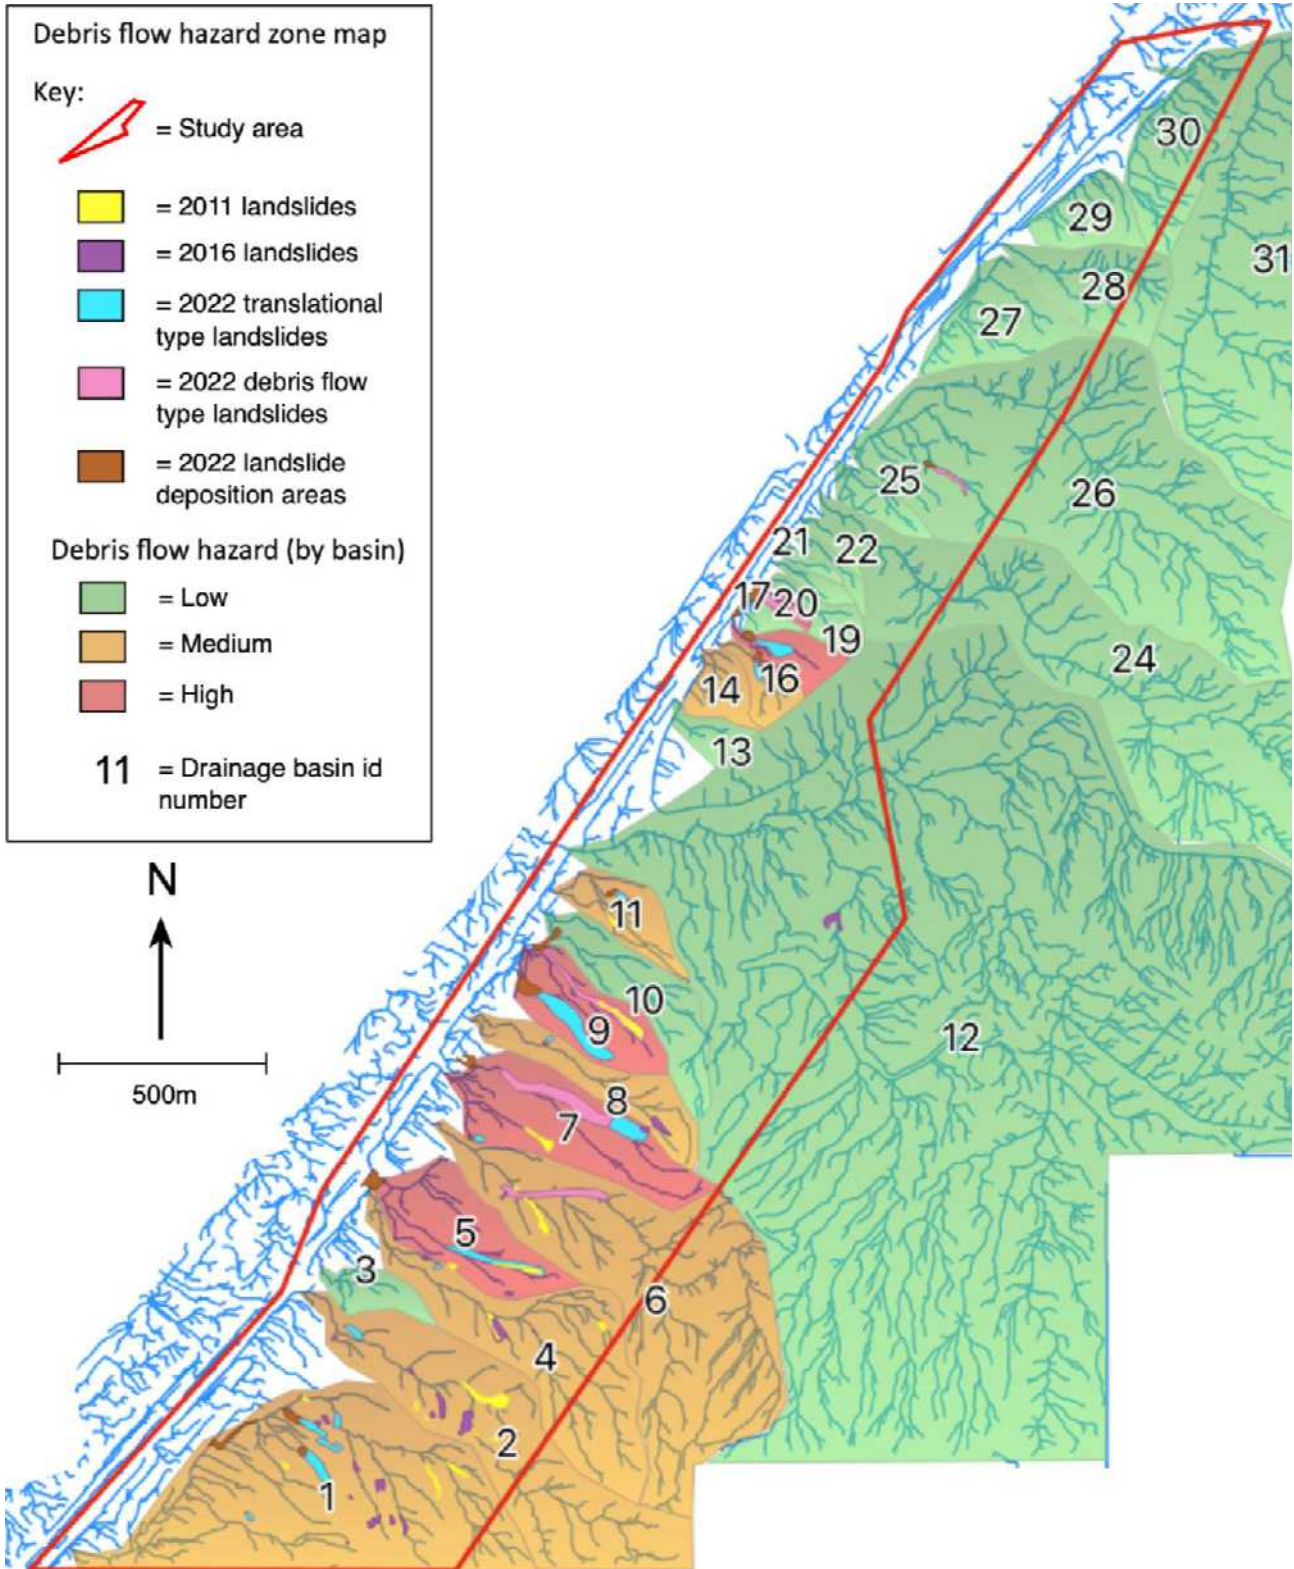 Debris flow hazard zone map
Key:
= Study area
= 2011 landslides
= 2016 landslides
= 2022 translational
type landslides
= 2022 debris flow
type landslides
= 2022 landslide
deposition areas
Debris flow hazard (by basin)
= Low
= Medium
= High
11 = Drainage basin id
number
N
500m
30
29
31
28
27
25
26
21
22
17
20
19
24
16
14
13
11
10
9
12
8
7
5
3
6
4
2
1